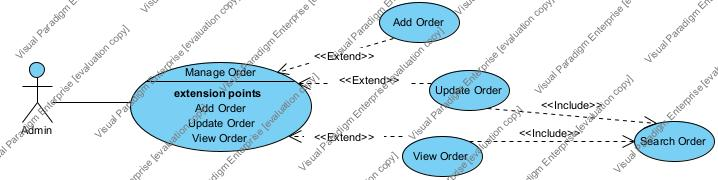 Add Order
<<Extend>>
Manage Order
extension points
Add Order
Update Order
View Order
<<Extend>>
Update Order
<<Include>>
Admin
<<Extend>>
View Order
<<Include>>
Search Order
Visual Paradigm Enterprise [evaluation copy]